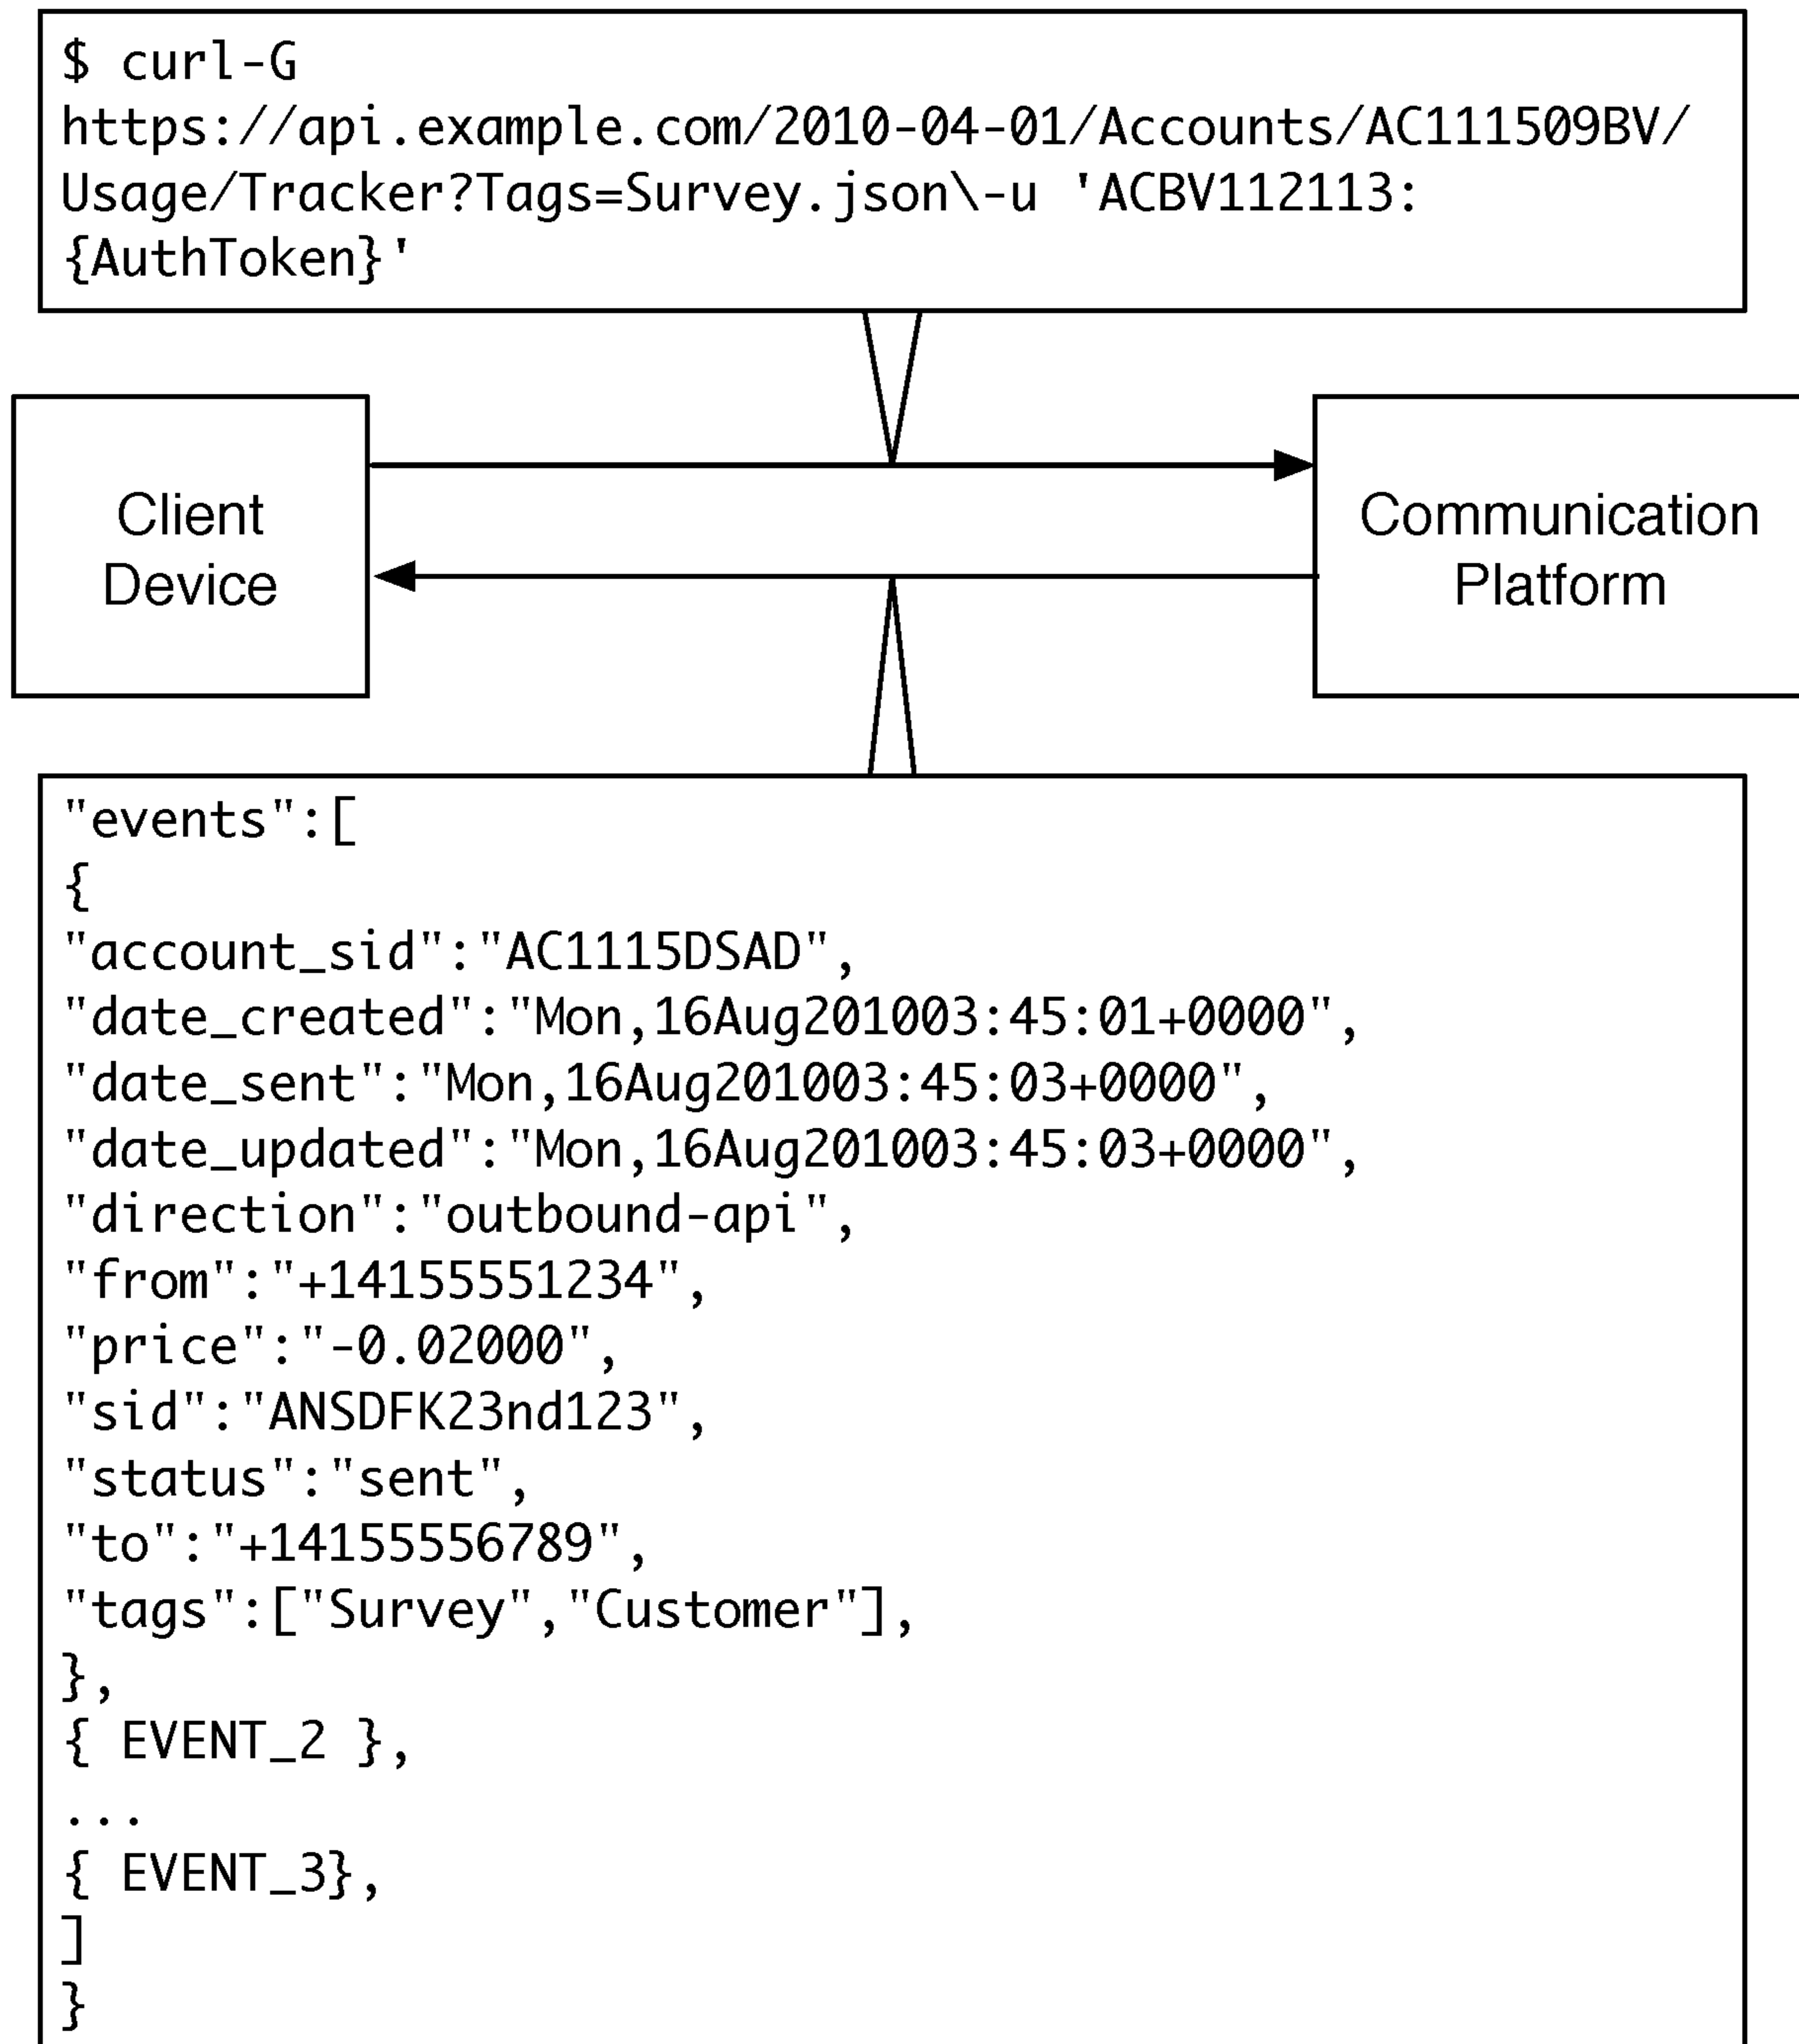 $ curl-G
https://api.example.com/2010-04-01/Accounts/AC111509BV/
Usage/Tracker?Tags=Survey.json\-u 'ACBV112113:
{AuthToken}'
Client
Device
Communication
Platform
"events":[
{
"account_sid":"AC1115DSAD",
"date_created":"Mon,16Aug201003:45:01+0000",
"date_sent":"Mon,16Aug201003:45:03+0000",
"date_updated":"Mon,16Aug201003:45:03+0000",
"direction":"outbound-api",
"from":"+14155551234",
"price":"-0.02000",
"sid":"ANSDFK23nd123",
"status":"sent",
"to":"+14155556789",
"tags":["Survey","Customer"],
},
{ EVENT_2 },
...
{ EVENT_3},
]
}